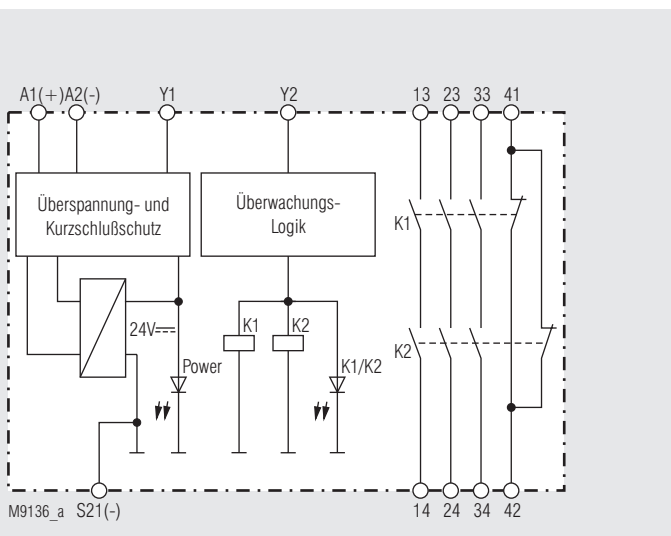 A1(+) A2(-) Y1 Y2 13 23 33 41
Überspannung- und
Kurzschlußschutz
Überwachungs-
Logik
K1
24V
K1 K2
K2
Power
K1/K2
M9136_a S21(-) 14 24 34 42